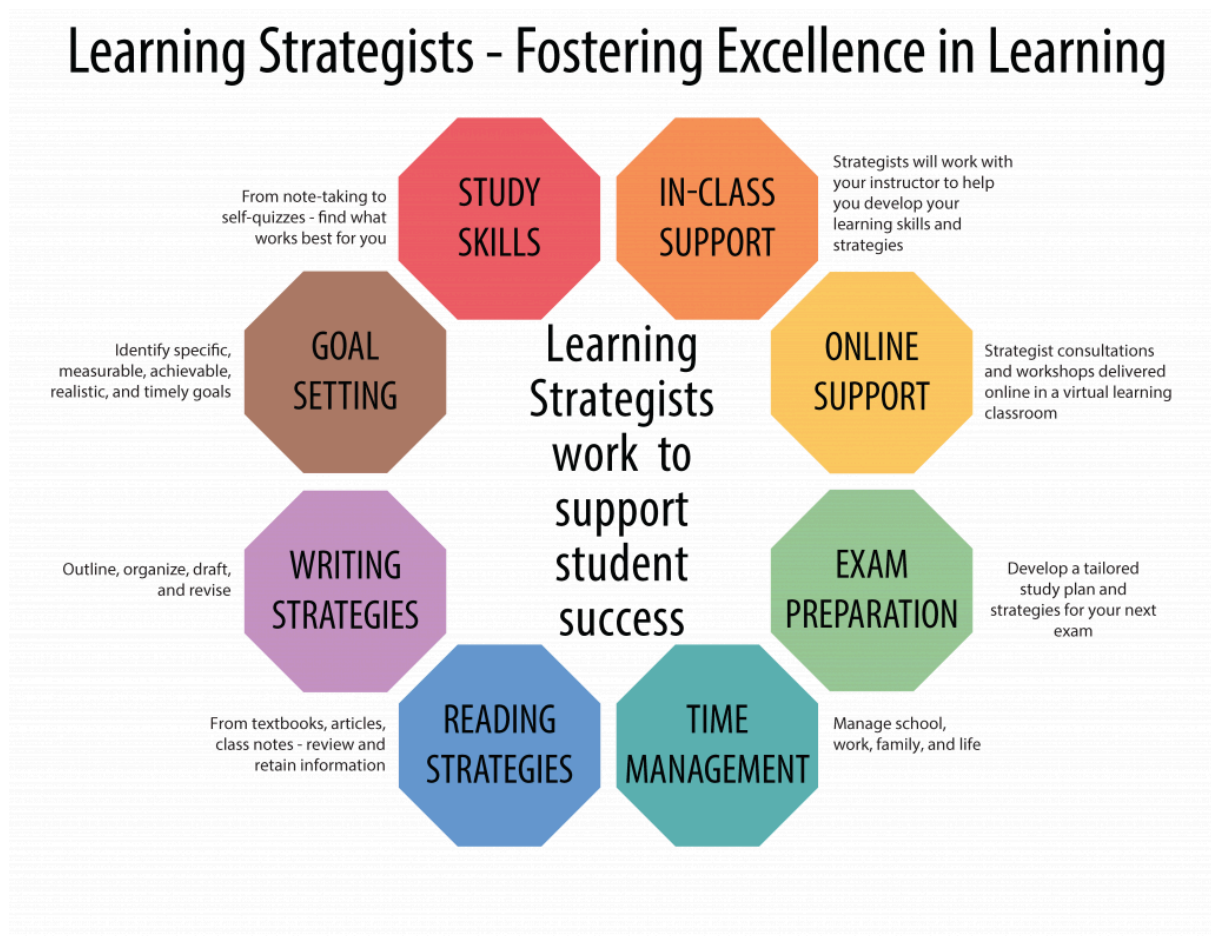 Learning Strategists - Fostering Excellence in Learning
STUDY
SKILLS
From note-taking to
self-quizzes - find what
works best for you
IN-CLASS
SUPPORT
Strategists will work with
your instructor to help
you develop your
learning skills and
strategies
GOAL
SETTING
Identify specific,
measurable, achievable,
realistic, and timely goals
Learning
Strategists
work to
support
student
success
ONLINE
SUPPORT
Strategist consultations
and workshops delivered
online in a virtual learning
classroom
WRITING
STRATEGIES
Outline, organize, draft,
and revise
EXAM
PREPARATION
Develop a tailored
study plan and
strategies for your next
exam
READING
STRATEGIES
From textbooks, articles,
class notes - review and
retain information
TIME
MANAGEMENT
Manage school,
work, family, and life